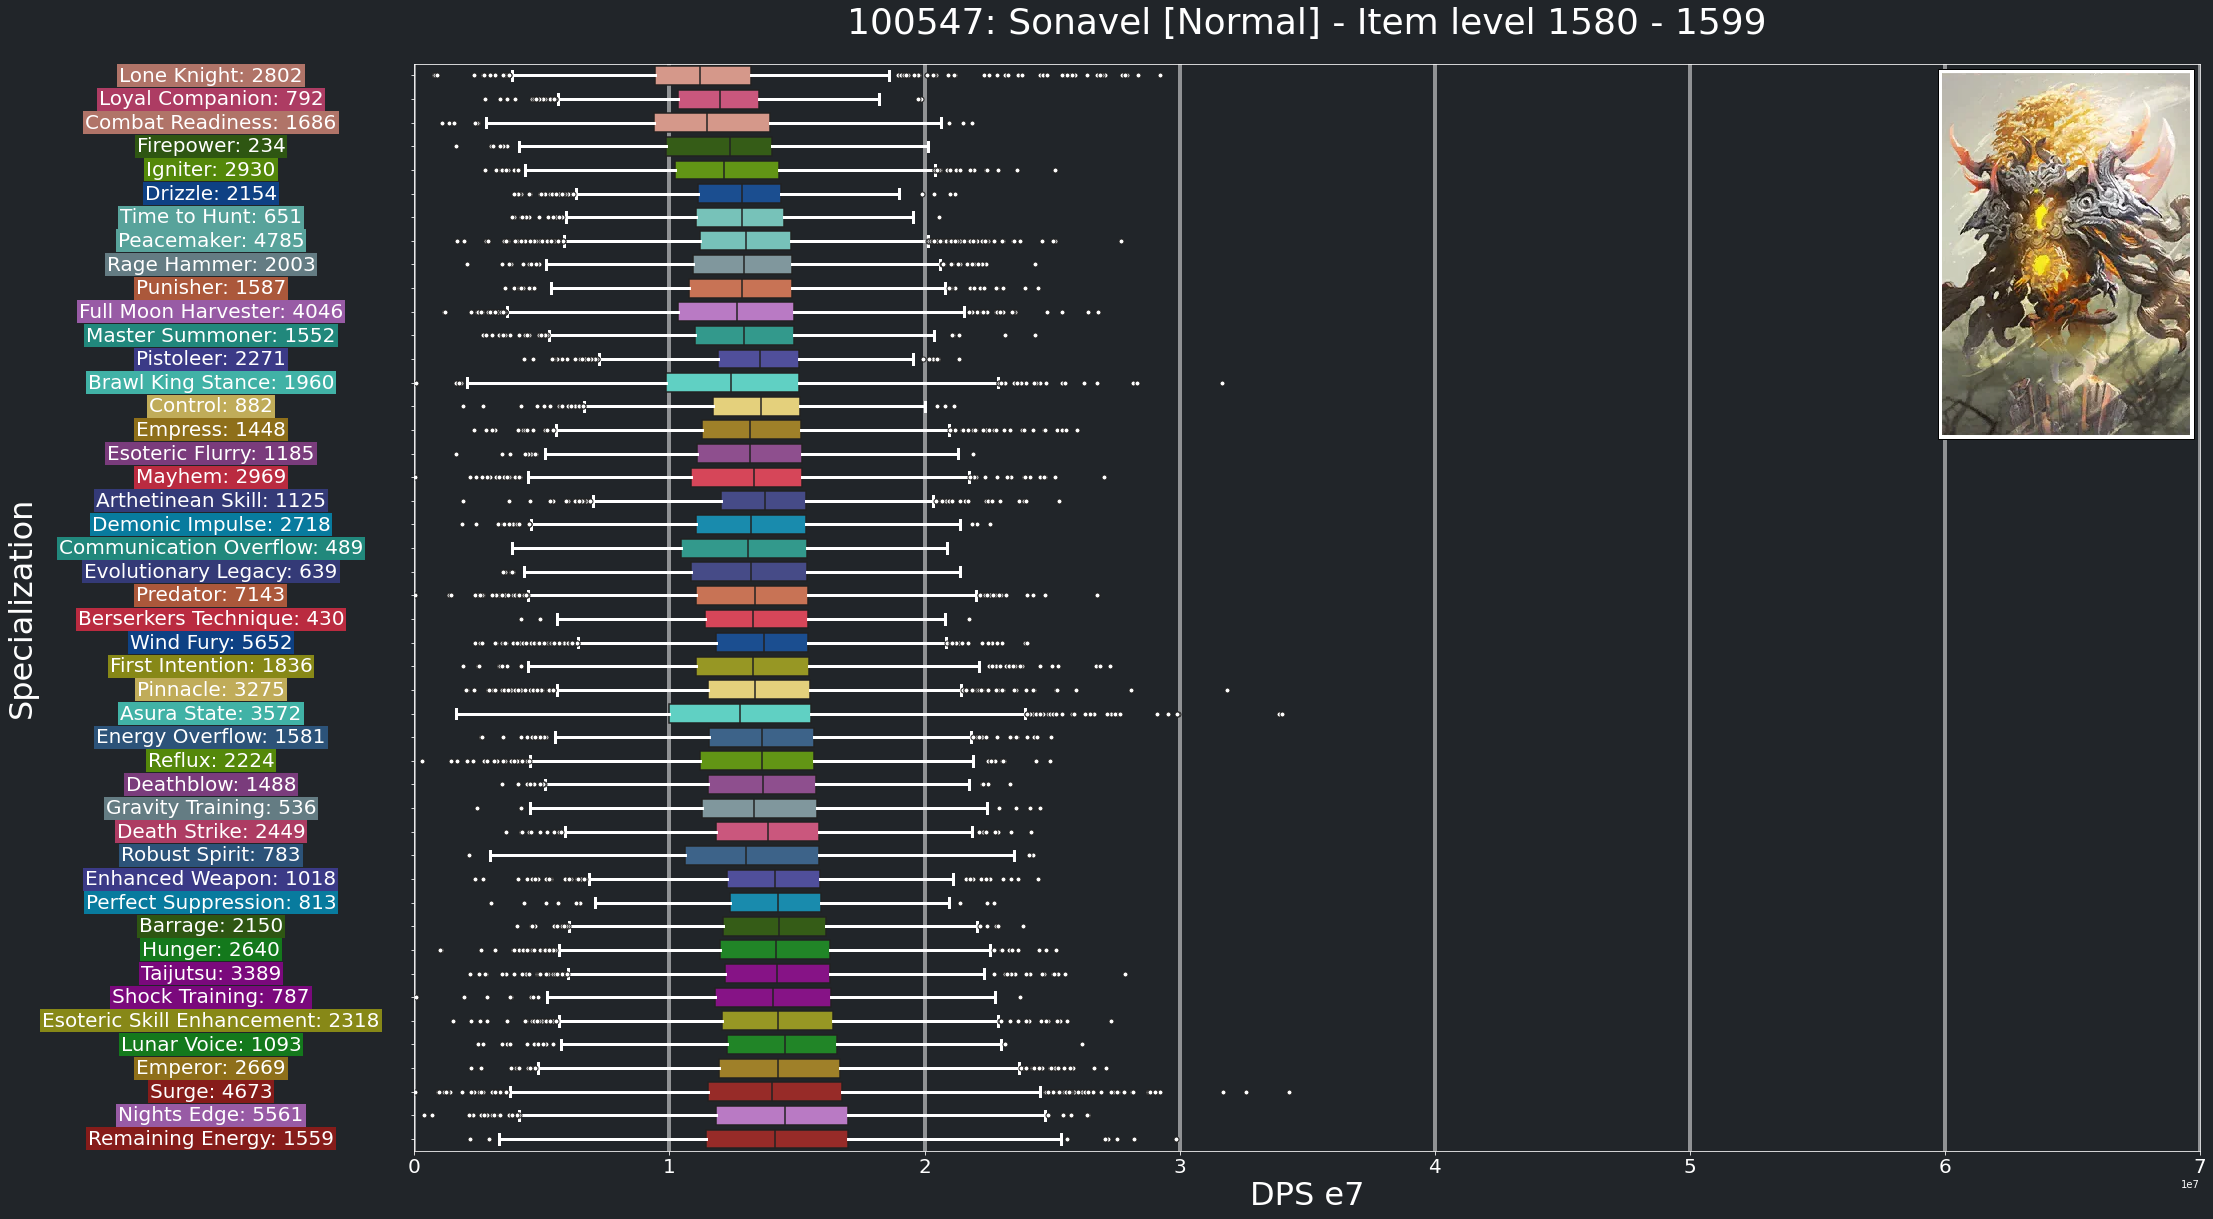 100547: Sonavel [Normal] - Item level 1580 - 1599
Lone Knight: 2802
Loyal Companion: 792
Combat Readiness: 1686
Firepower: 234
Igniter: 2930
Drizzle: 2154
Time to Hunt: 651
Peacemaker: 4785
Rage Hammer: 2003
Punisher: 1587
Full Moon Harvester: 4046
Master Summoner: 1552
Pistoleer: 2271
Brawl King Stance: 1960
Control: 882
Empress: 1448
Esoteric Flurry: 1185
Mayhem: 2969
Arthetinean Skill: 1125
Demonic Impulse: 2718
Communication Overflow: 489
Evolutionary Legacy: 639
Predator: 7143
Berserkers Technique: 430
Wind Fury: 5652
First Intention: 1836
Pinnacle: 3275
Asura State: 3572
Energy Overflow: 1581
Reflux: 2224
Deathblow: 1488
Gravity Training: 536
Death Strike: 2449
Robust Spirit: 783
Enhanced Weapon: 1018
Perfect Suppression: 813
Barrage: 2150
Hunger: 2640
Taijutsu: 3389
Shock Training: 787
Esoteric Skill Enhancement: 2318
Lunar Voice: 1093
Emperor: 2669
Surge: 4673
Nights Edge: 5561
Remaining Energy: 1559
Specialization
0 1 2 3 4 5 6 7
1e7
DPS e7